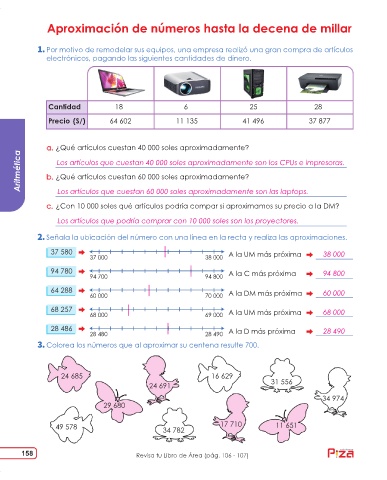 Aproximación de números hasta la decena de millar
1. Por motivo de remodelar sus equipos, una empresa realizó una gran compra de artículos
electrónicos, pagando las siguientes cantidades de dinero.
Cantidad 18 6 25 28
Precio (S/) 64 602 11 135 41 496 37 877
Aritmética
a. ¿Qué artículos cuestan 40 000 soles aproximadamente?
Los artículos que cuestan 40 000 soles aproximadamente son los CPUs e impresoras.
b. ¿Qué artículos cuestan 60 000 soles aproximadamente?
Los artículos que cuestan 60 000 soles aproximadamente son las laptops.
c. ¿Con 10 000 soles qué artículos podría compar si aproximamos su precio a la DM?
Los artículos que podría comprar con 10 000 soles son los proyectores.
2. Señala la ubicación del número con una línea en la recta y realiza las aproximaciones.
37 580 37 000 38 000 A la UM más próxima 38 000
94 780 94 700 94 800 A la C más próxima 94 800
64 288 60 000 70 000 A la DM más próxima 60 000
68 257 68 000 69 000 A la UM más próxima 68 000
28 486 28 480 28 490 A la D más próxima 28 490
3. Colorea los números que al aproximar su centena resulte 700.
24 685 16 629
24 691 31 556
34 974
29 680
49 578 34 782 17 710 11 651
158 Revisa tu Libro de Área (pág. 106 - 107) Pizza